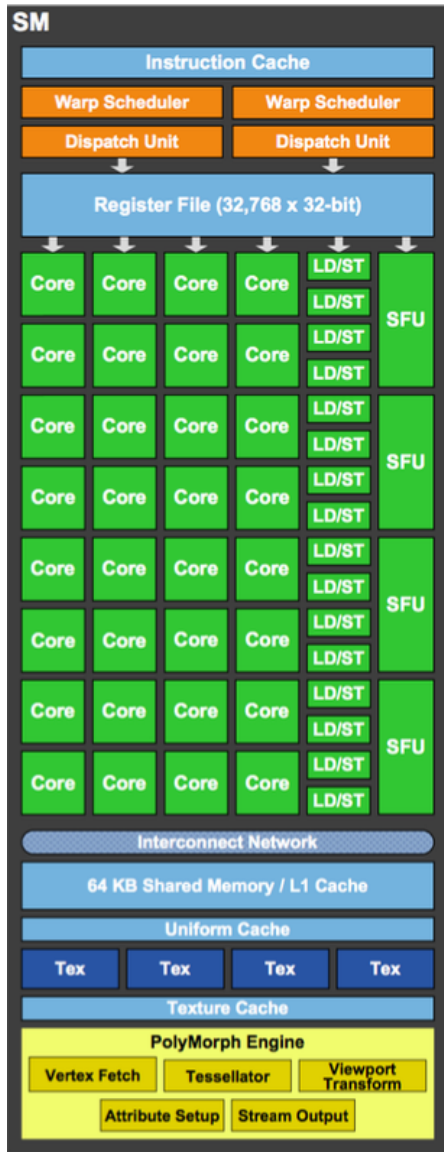 SM
Instruction Cache
Warp Scheduler Warp Scheduler
Dispatch Unit Dispatch Unit
Register File (32,768 x 32-bit)
Core Core Core Core LD/ST SFU
LD/ST
Core Core Core Core LD/ST
LD/ST
Core Core Core Core LD/ST SFU
LD/ST
Core Core Core Core LD/ST
LD/ST
Core Core Core Core LD/ST SFU
LD/ST
Core Core Core Core LD/ST
LD/ST
Core Core Core Core LD/ST SFU
LD/ST
Core Core Core Core LD/ST
LD/ST
Interconnect Network
64 KB Shared Memory / L1 Cache
Uniform Cache
Tex Tex Tex Tex
Texture Cache
PolyMorph Engine
Vertex Fetch Tessellator Viewport
Transform
Attribute Setup Stream Output